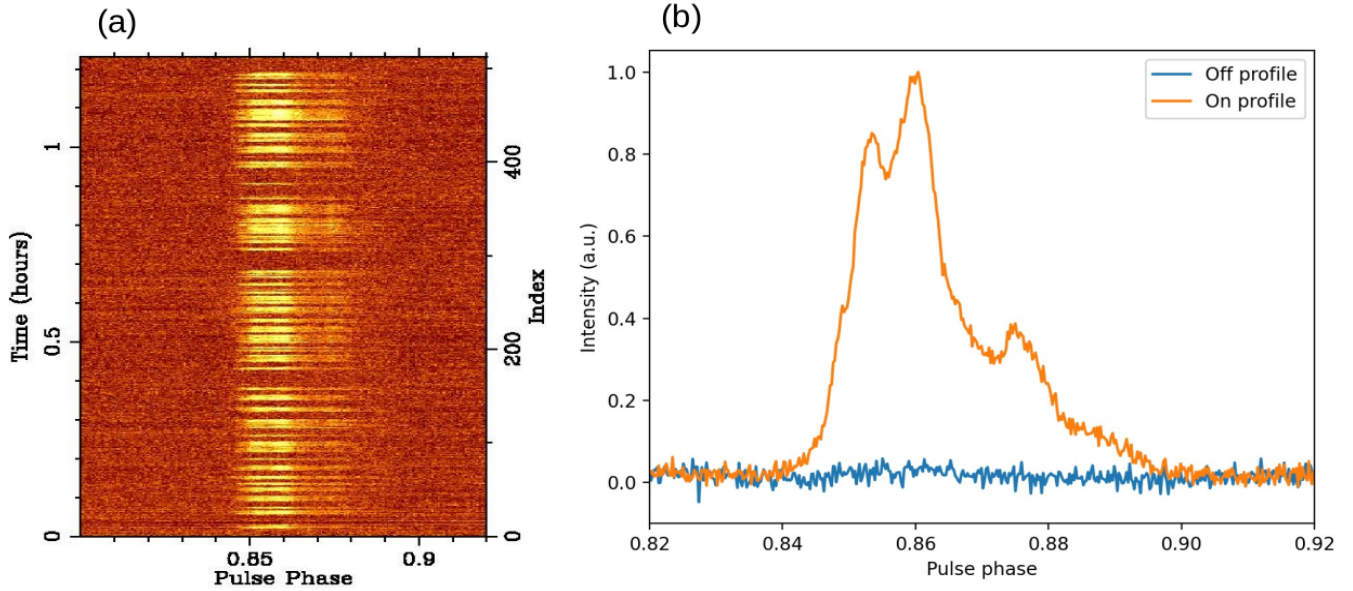 (a)
Time (hours)
1
0.5
0
400
200
0
Index
0.85
0.9
Pulse Phase
(b)
Intensity (a.u.)
1.0
0.8
0.6
0.4
0.2
0.0
Off profile
On profile
0.82
0.84
0.86
0.88
0.90
0.92
Pulse phase